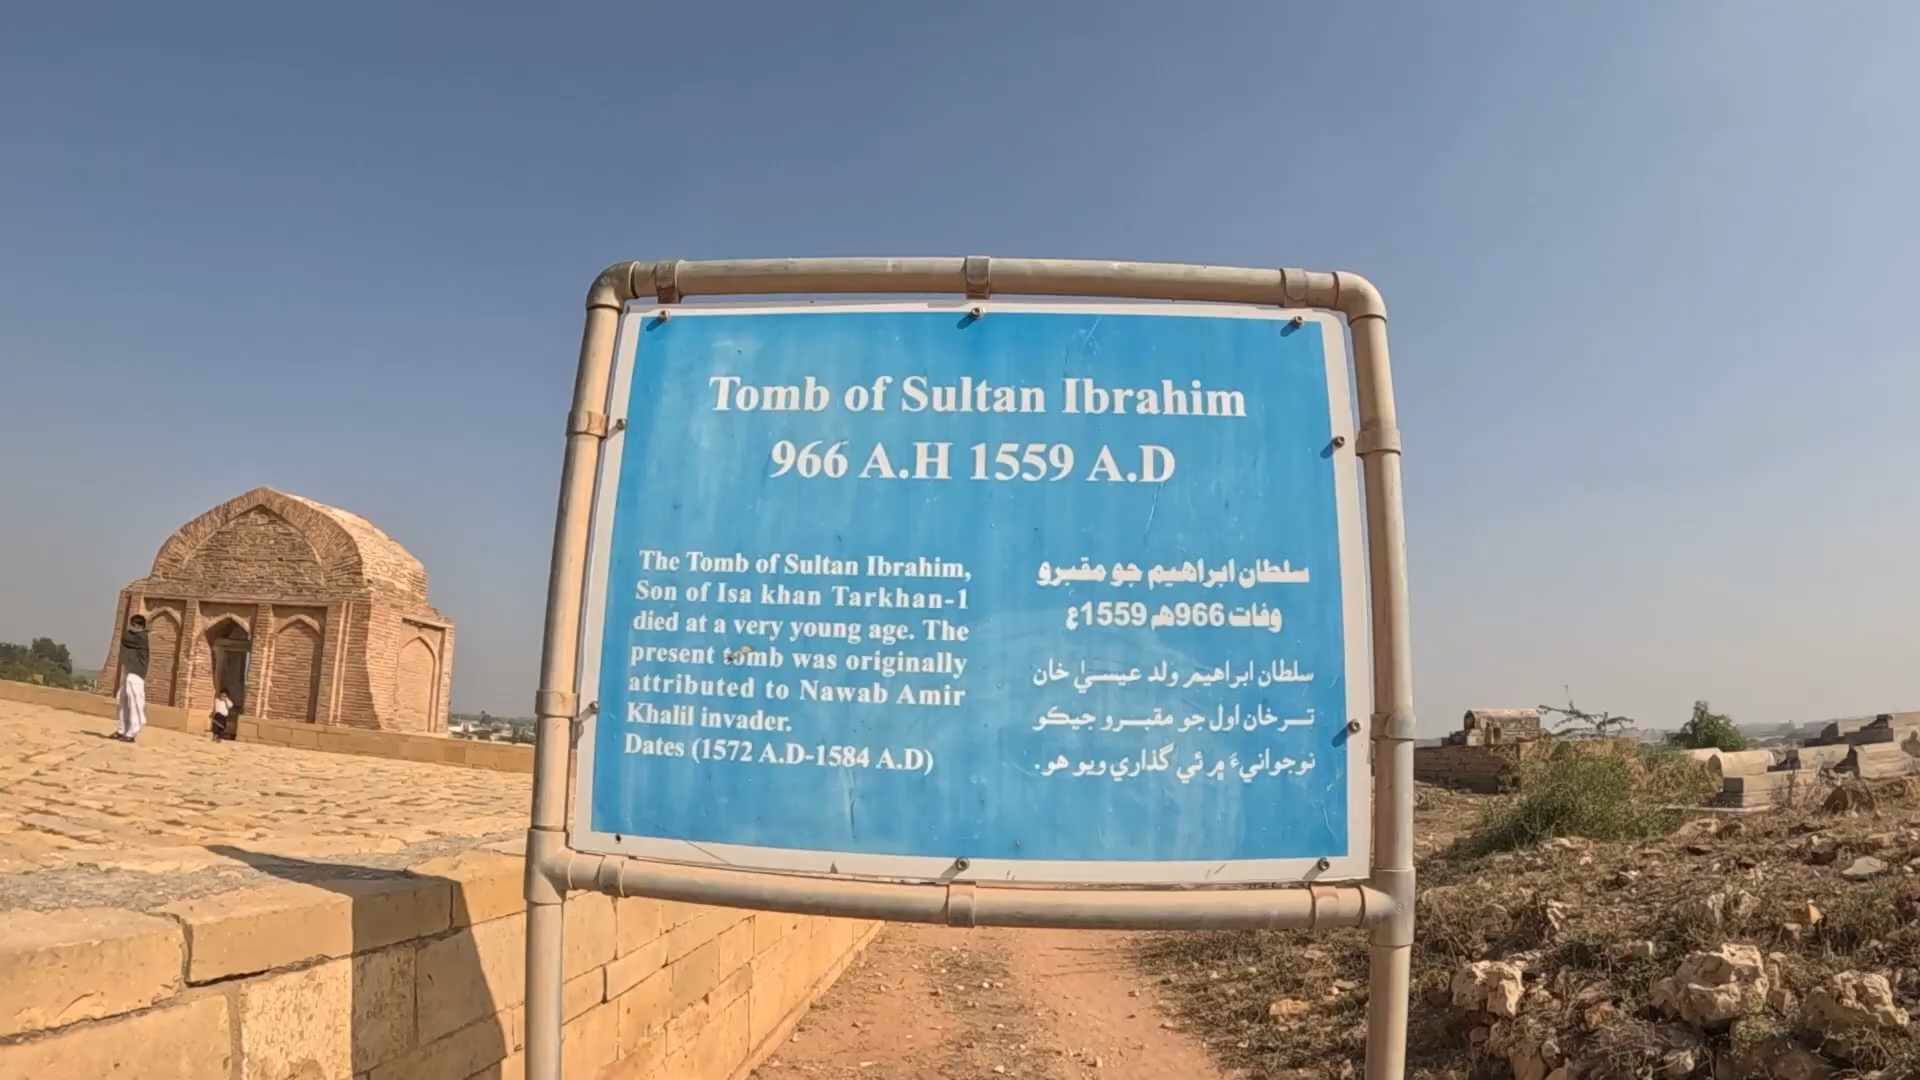 Tomb of Sultan Ibrahim
966 A.H 1559 A.D
The Tomb of Sultan Ibrahim,
Son of Isa khan Tarkhan-1
died at a very young age. The
present tomb was originally
attributed to Nawab Amir
Khalil invader.
Dates (1572 A.D-1584 A.D)
سلطان ابراهيم جو مقبرو
وفات 966هـ 1559ع
سلطان ابراهيم ولد عيسيٰ خان
ترخان اول جو مقبرو جيڪو
نوجوانيءَ ۾ ئي گذاري ويو هو.